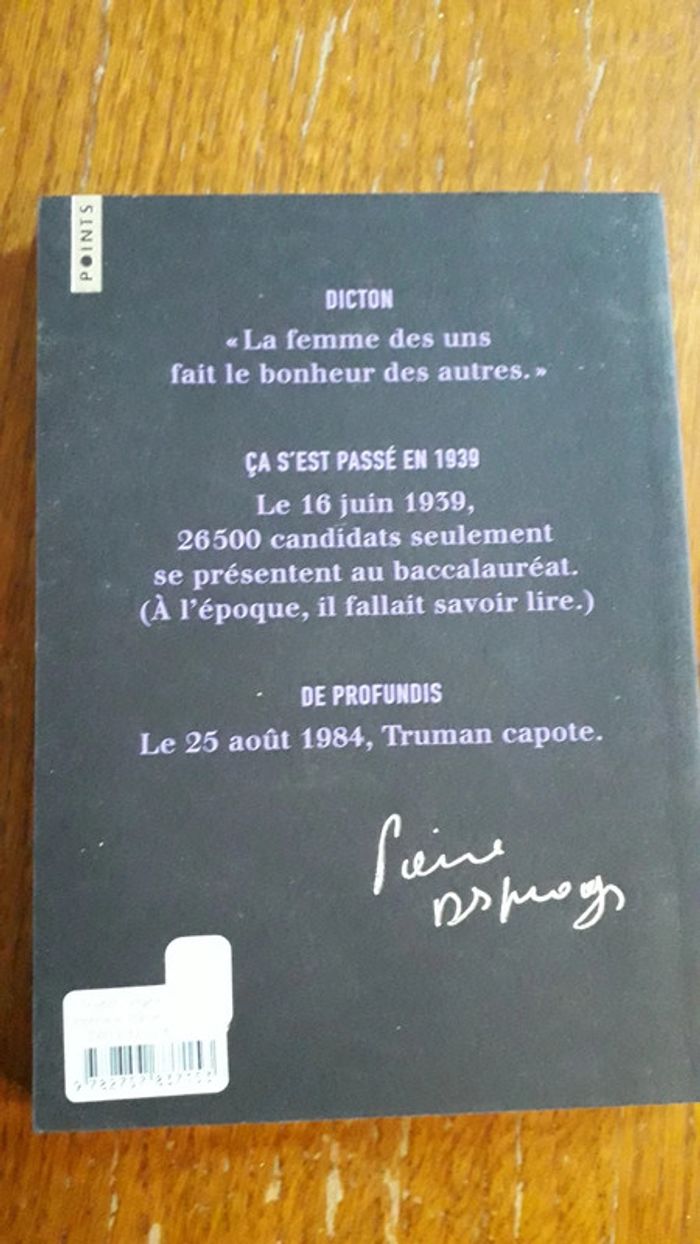 POINTS
DICTON
«La femme des uns
fait le bonheur des autres.»
ÇA S'EST PASSÉ EN 1939
Le 16 juin 1939,
26500 candidats seulement
se présentent au baccalauréat.
(À l'époque, il fallait savoir lire.)
DE PROFUNDIS
Le 25 août 1984, Truman capote.
Pierre
Desproges